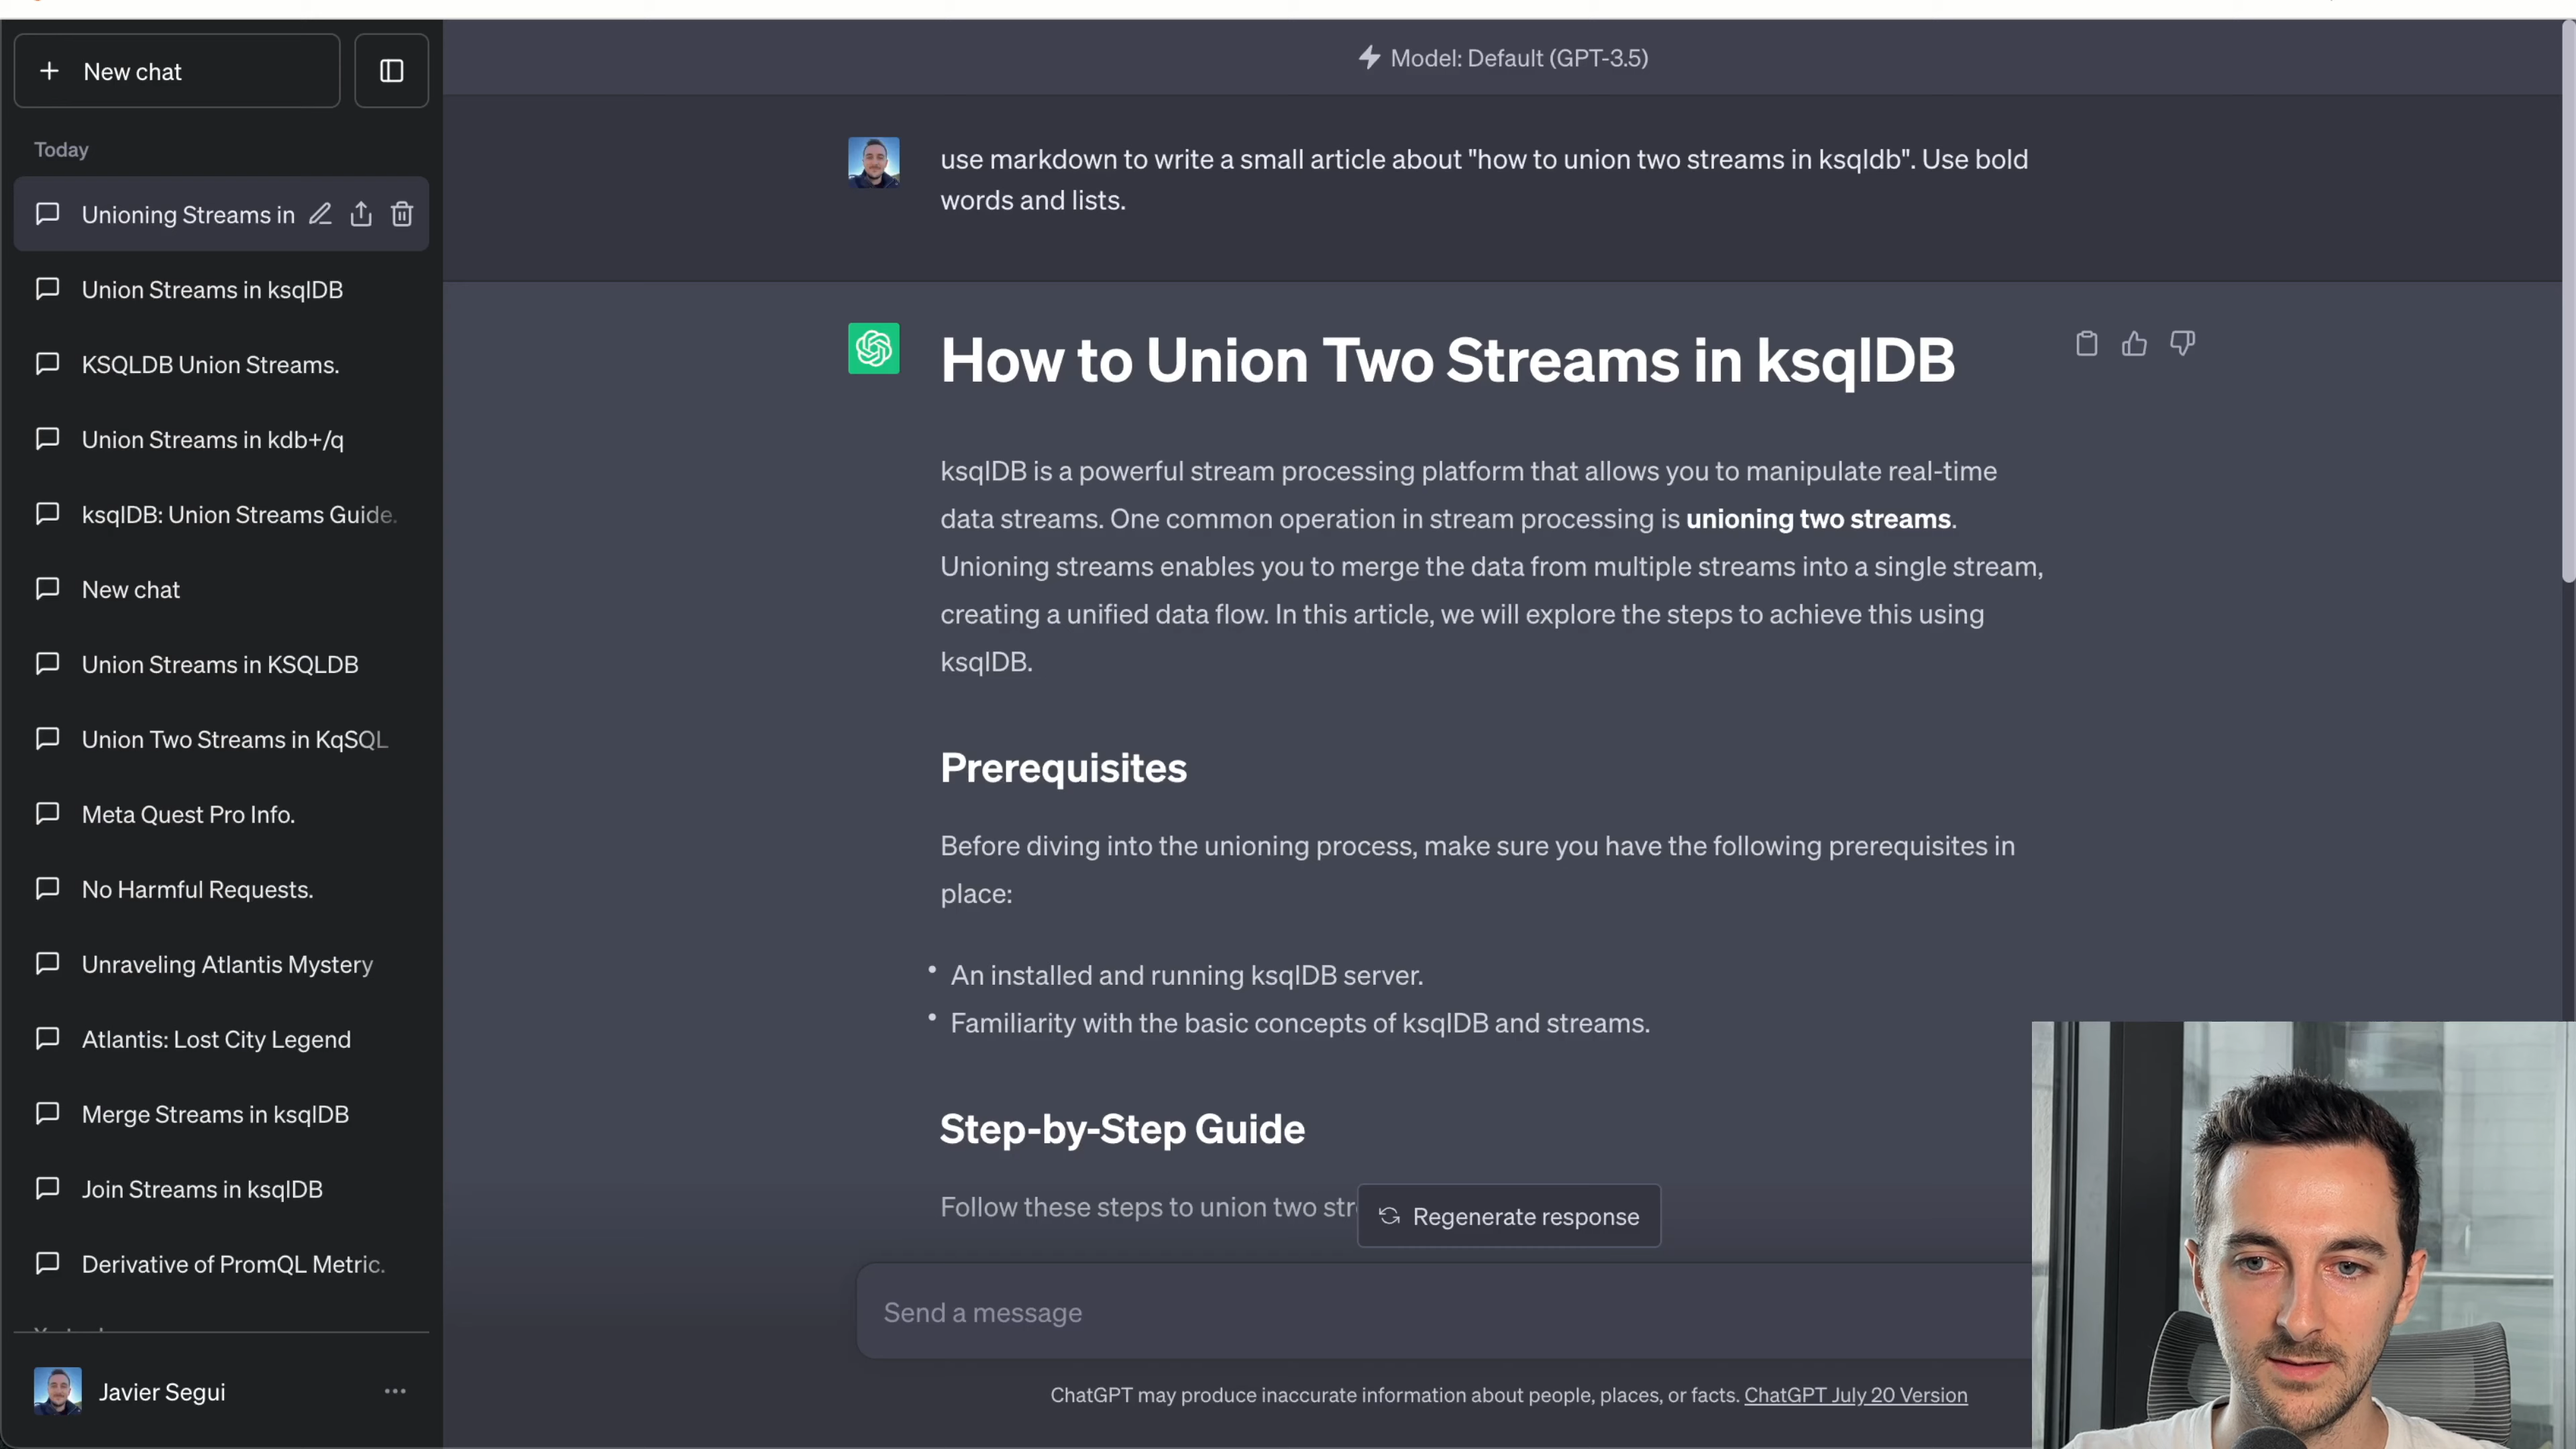 New chat
Today
Unioning Streams in
Union Streams in ksqlDB
KSQLDB Union Streams.
Union Streams in kdb+/q
ksqlDB: Union Streams Guide.
New chat
Union Streams in KSQLDB
Union Two Streams in KqSQL
Meta Quest Pro Info.
No Harmful Requests.
Unraveling Atlantis Mystery
Atlantis: Lost City Legend
Merge Streams in ksqlDB
Join Streams in ksqlDB
Derivative of PromQL Metric.
Javier Segui
Model: Default (GPT-3.5)
use markdown to write a small article about "how to union two streams in ksqldb". Use bold
words and lists.
How to Union Two Streams in ksqlDB
ksqlDB is a powerful stream processing platform that allows you to manipulate real-time
data streams. One common operation in stream processing is unioning two streams.
Unioning streams enables you to merge the data from multiple streams into a single stream,
creating a unified data flow. In this article, we will explore the steps to achieve this using
ksqlDB.
Prerequisites
Before diving into the unioning process, make sure you have the following prerequisites in
place:
• An installed and running ksqlDB server.
• Familiarity with the basic concepts of ksqlDB and streams.
Step-by-Step Guide
Follow these steps to union two str
Regenerate response
Send a message
ChatGPT may produce inaccurate information about people, places, or facts. ChatGPT July 20 Version